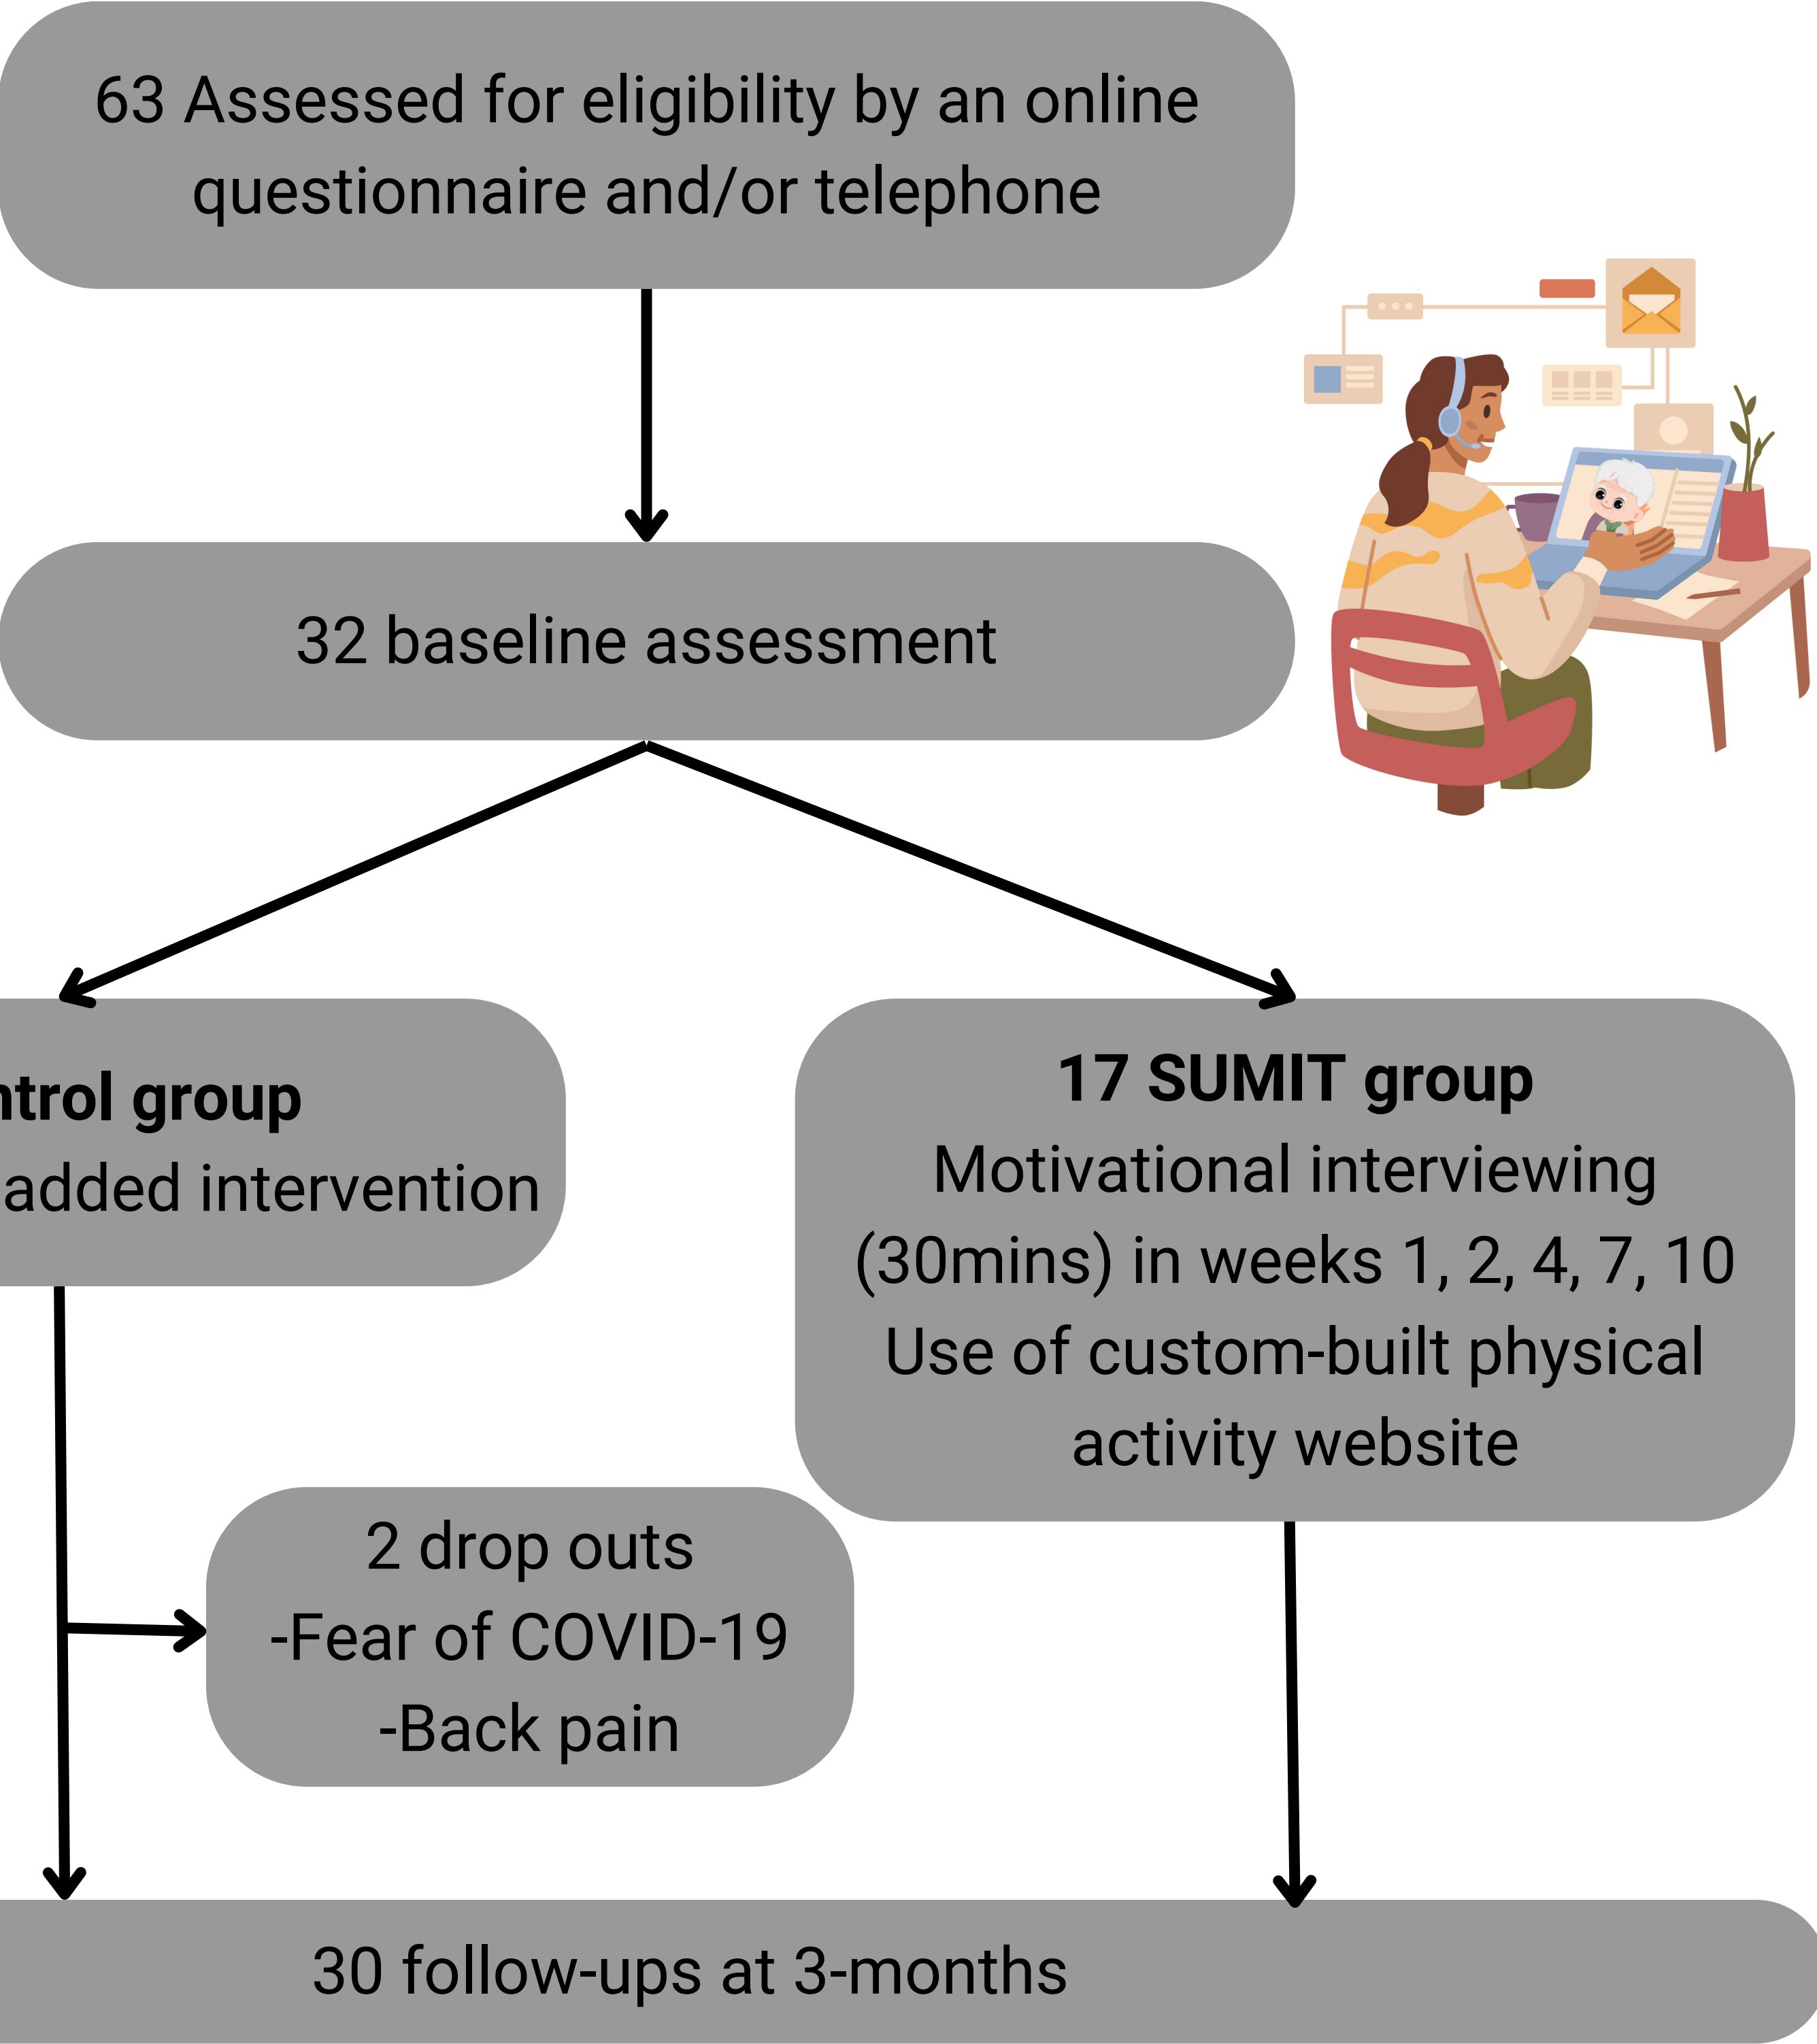 63 Assessed for eligibility by an online
questionnaire and/or telephone
32 baseline assessment
ntrol group
added intervention
17 SUMIT group
Motivational interviewing
(30mins) in weeks 1, 2, 4, 7, 10
Use of custom-built physical
activity website
2 drop outs
-Fear of COVID-19
-Back pain
30 follow-ups at 3-months